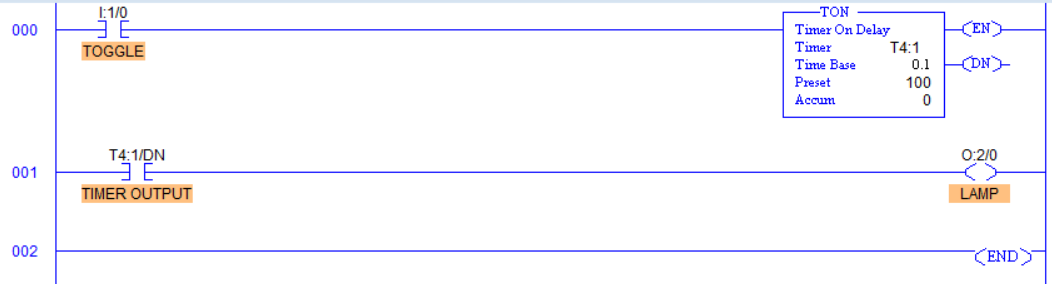 I:1/0
TON
000
TOGGLE
Timer On Delay
EN
Timer T4:1
Time Base 0.1
DN
Preset 100
Accum 0
T4:1/DN
O:2/0
001
TIMER OUTPUT
LAMP
002
END